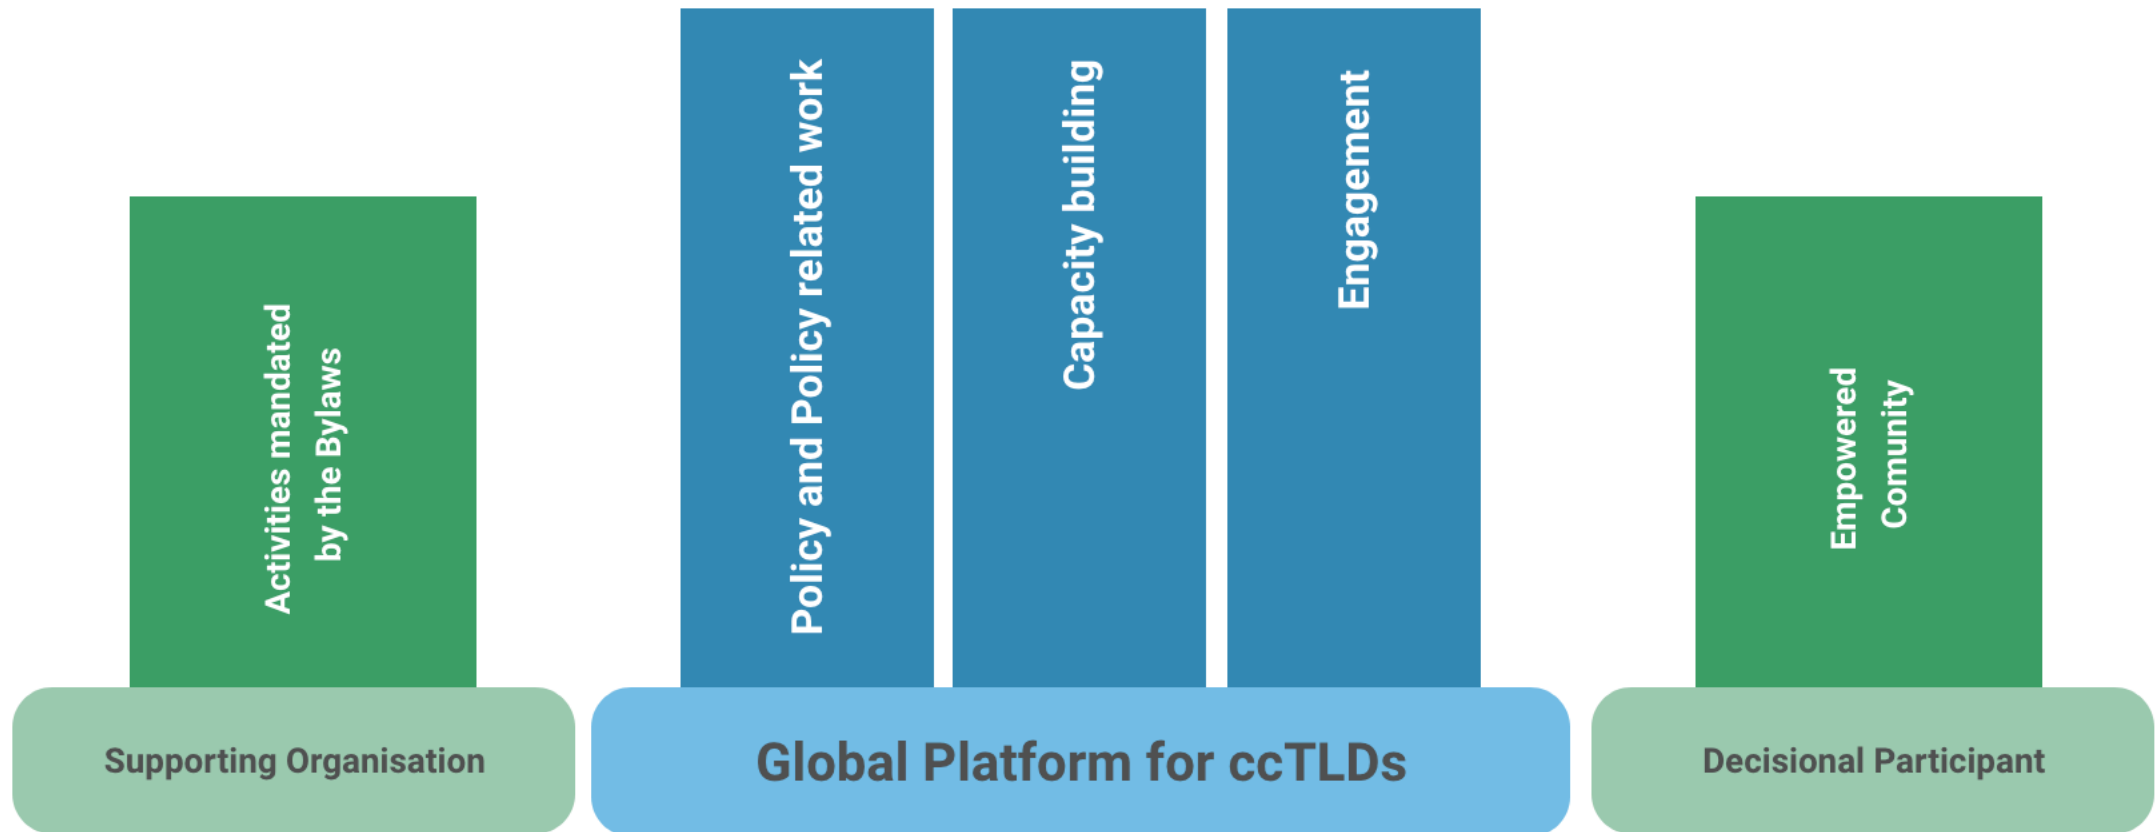 Activities mandated
by the Bylaws
Supporting Organisation
Policy and Policy related work
Capacity building
Engagement
Global Platform for ccTLDs
Empowered
Comunity
Decisional Participant